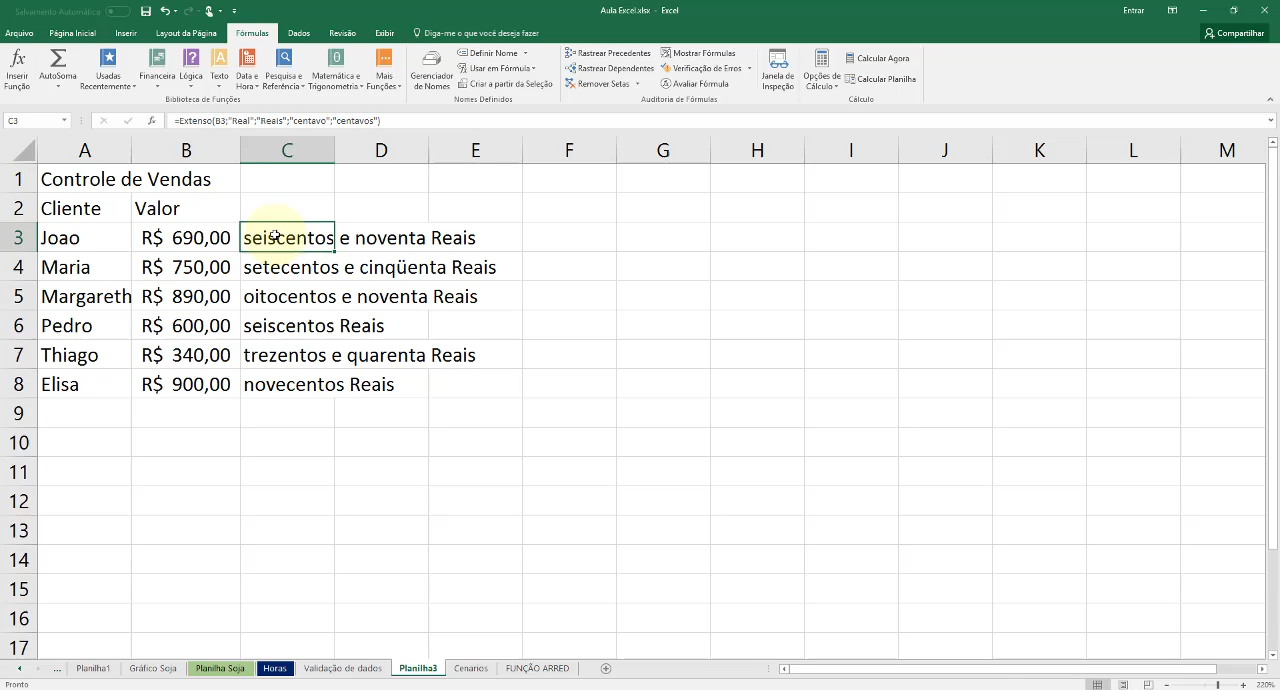 Salvamento Automático
Aula Excel.xlsx - Excel
Entrar
Arquivo Página Inicial Inserir Layout da Página Fórmulas Dados Revisão Exibir Diga-me o que você deseja fazer Compartilhar
fx Inserir Função
Σ AutoSoma
Usadas Recentemente
Financeira
Lógica
Texto
Data e Hora
Pesquisa e Referência
Matemática e Trigonometria
Mais Funções
Biblioteca de Funções
Gerenciador de Nomes
Definir Nome
Usar em Fórmula
Criar a partir da Seleção
Nomes Definidos
Rastrear Precedentes
Rastrear Dependentes
Remover Setas
Mostrar Fórmulas
Verificação de Erros
Avaliar Fórmula
Auditoria de Fórmulas
Janela de Inspeção
Opções de Cálculo
Calcular Agora
Calcular Planilha
Cálculo
C3 fx =Extenso(B3;"Real";"Reais";"centavo";"centavos")
A B C D E F G H I J K L M
1 Controle de Vendas
2 Cliente Valor
3 Joao R$ 690,00 seiscentos e noventa Reais
4 Maria R$ 750,00 setecentos e cinqüenta Reais
5 Margareth R$ 890,00 oitocentos e noventa Reais
6 Pedro R$ 600,00 seiscentos Reais
7 Thiago R$ 340,00 trezentos e quarenta Reais
8 Elisa R$ 900,00 novecentos Reais
9
10
11
12
13
14
15
16
17
... Planilha1 Gráfico Soja Planilha Soja Horas Validação de dados Planilha3 Cenarios FUNÇÃO ARRED
Pronto
220%